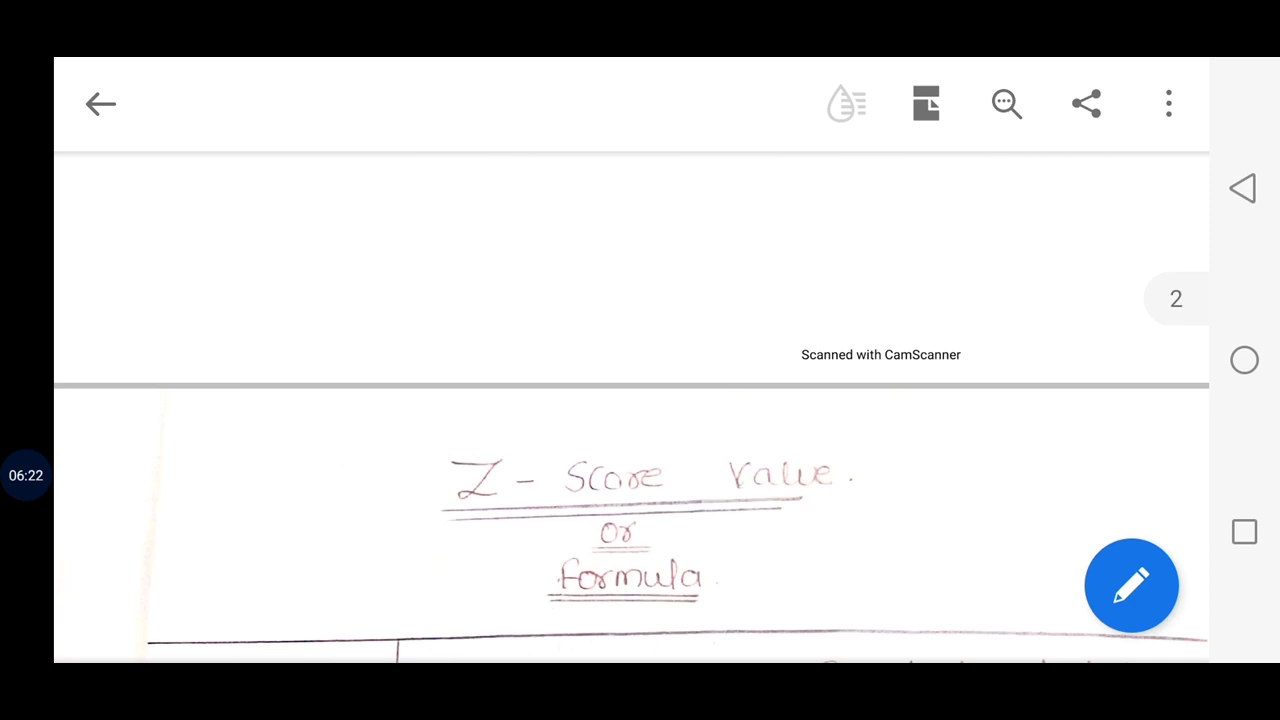 2
Scanned with CamScanner
06:22
Z - Score Value.
or
formula.